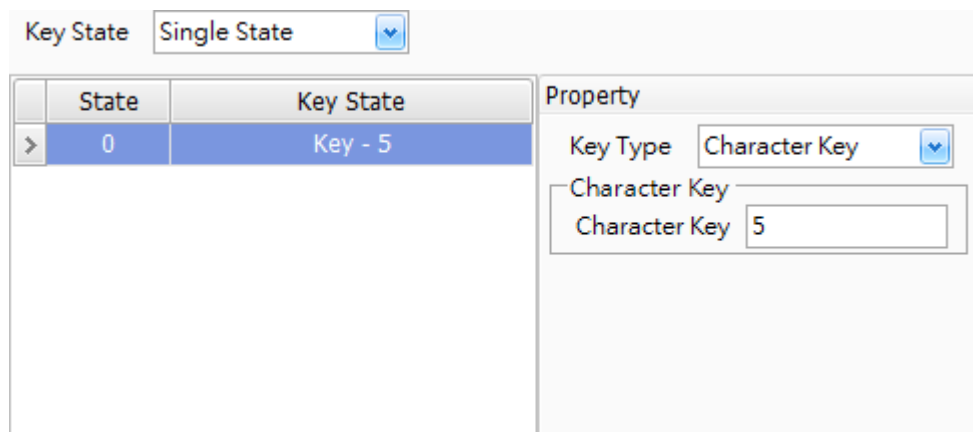 Key State Single State
State Key State
> 0 Key - 5
Property
Key Type Character Key
Character Key
Character Key 5